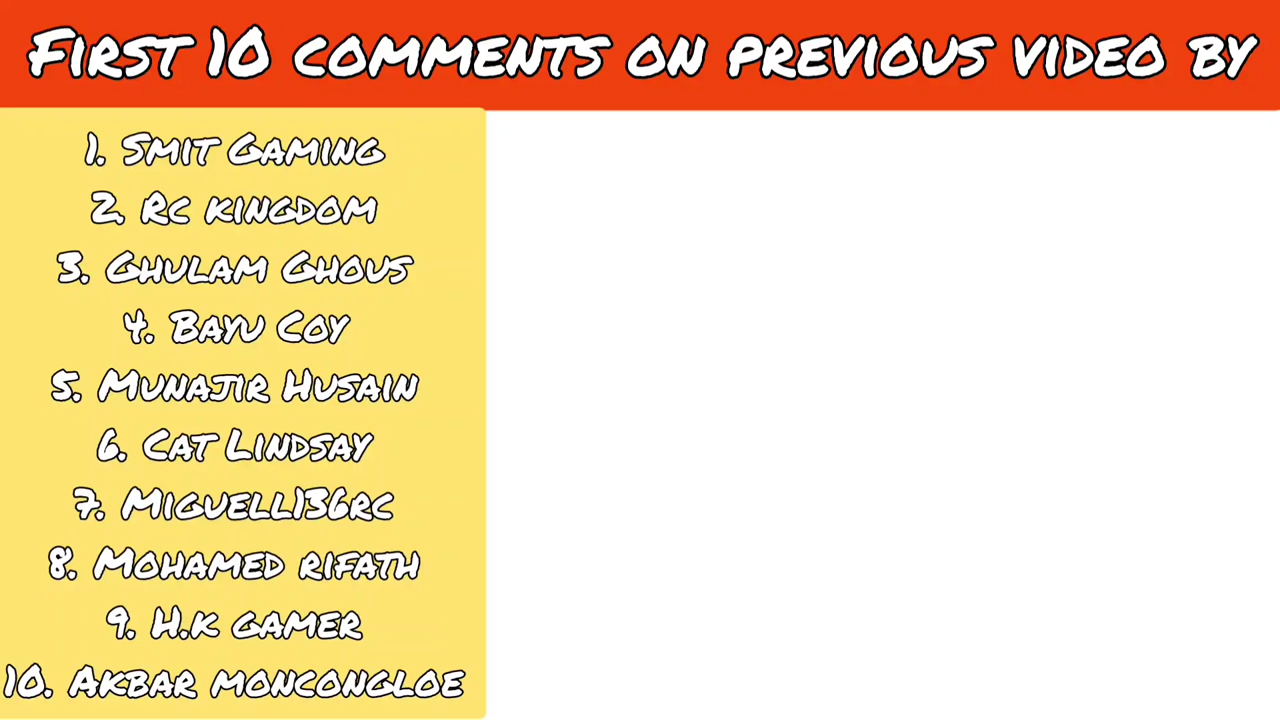 First 10 comments on previous video by
1. Smit Gaming
2. Rc kingdom
3. Ghulam Ghous
4. Bayu Coy
5. Munajir Husain
6. Cat Lindsay
7. Miguell136rc
8. Mohamed rifath
9. H.k gamer
10. Akbar moncongloe